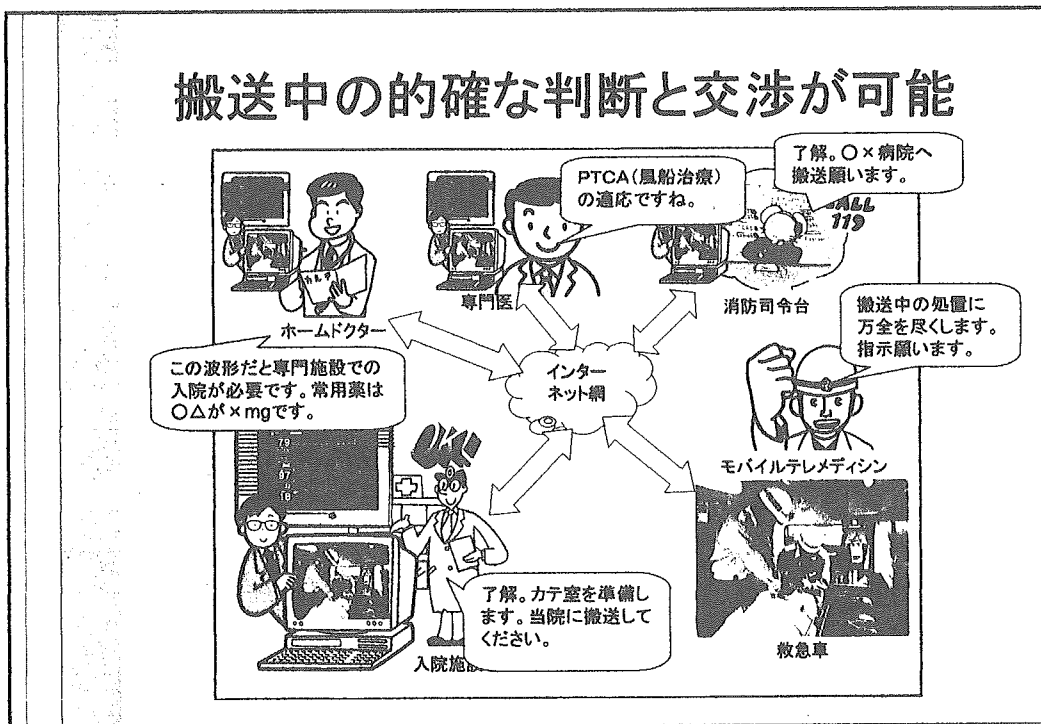 搬送中の的確な判断と交渉が可能
了解。○×病院へ
搬送願います。
PTCA(風船治療)
の適応ですね。
CALL
119
カルテ
ホームドクター
専門医
消防司令台
搬送中の処置に
万全を尽くします。
指示願います。
この波形だと専門施設での
入院が必要です。常用薬は
○△が×mgです。
インター
ネット網
モバイルテレメディシン
79
97
18
OK!
了解。カテ室を準備し
ます。当院に搬送して
ください。
入院施設
救急車